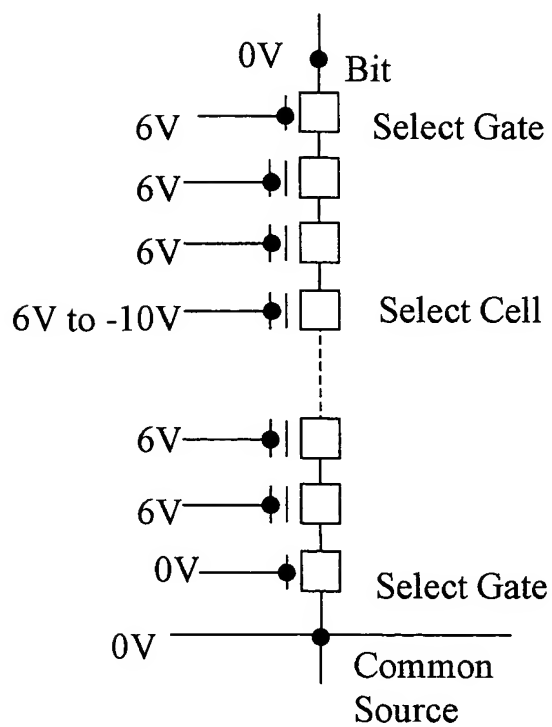 0V Bit
6V Select Gate
6V
6V
6V to -10V Select Cell
6V
6V
0V Select Gate
0V Common
Source